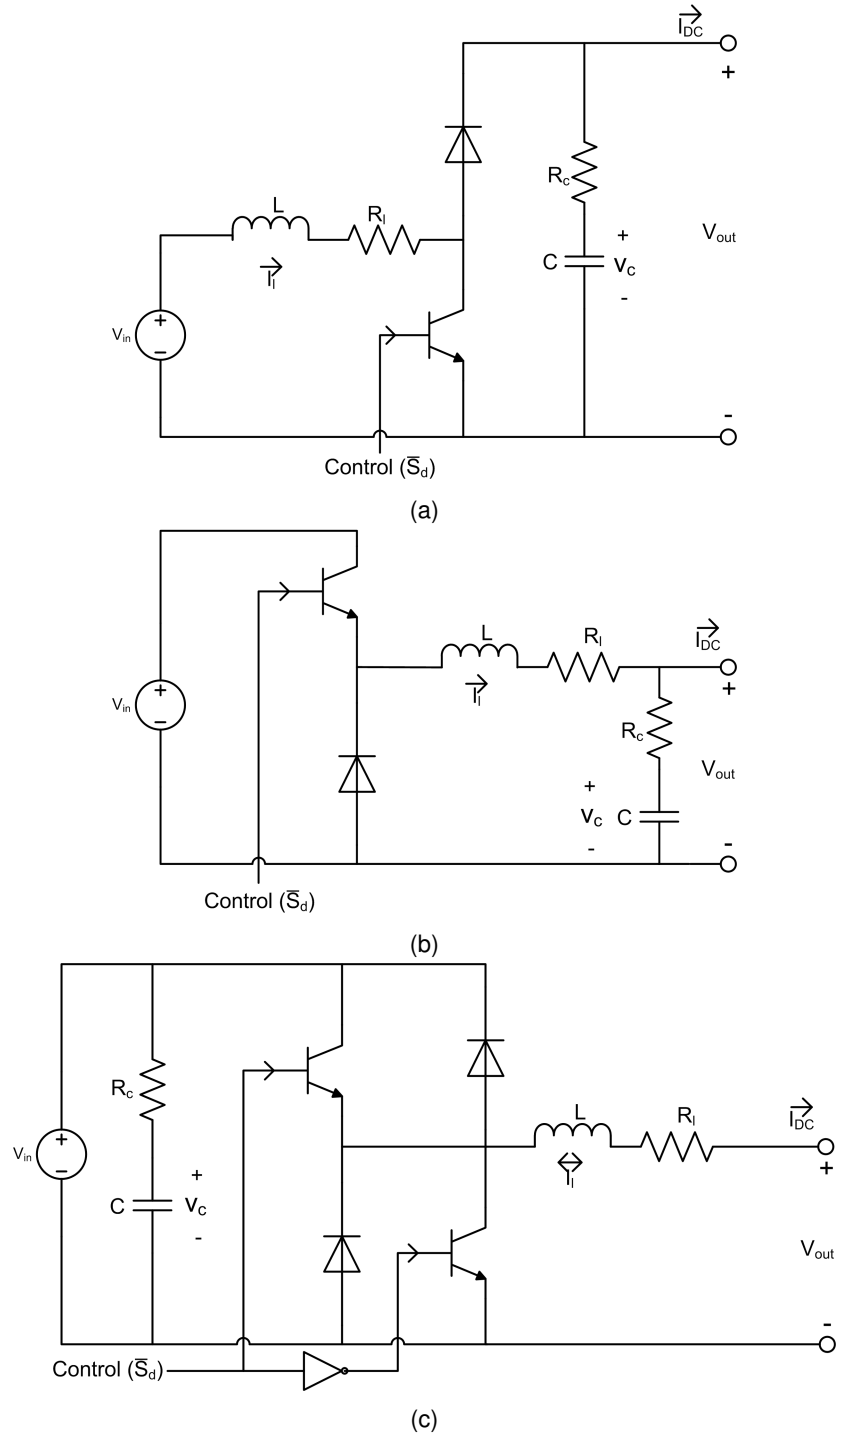 I_DC
+
L
R_l
R_c
I_l
+
C
V_c
V_out
-
V_in
+
−
-
Control (S̅_d)
(a)
L
R_l
I_DC
+
V_in
+
−
I_l
R_c
V_out
+
V_c
C
-
-
Control (S̅_d)
(b)
R_c
L
R_l
I_DC
V_in
+
−
+
I_l
+
C
V_c
-
V_out
-
Control (S̅_d)
(c)